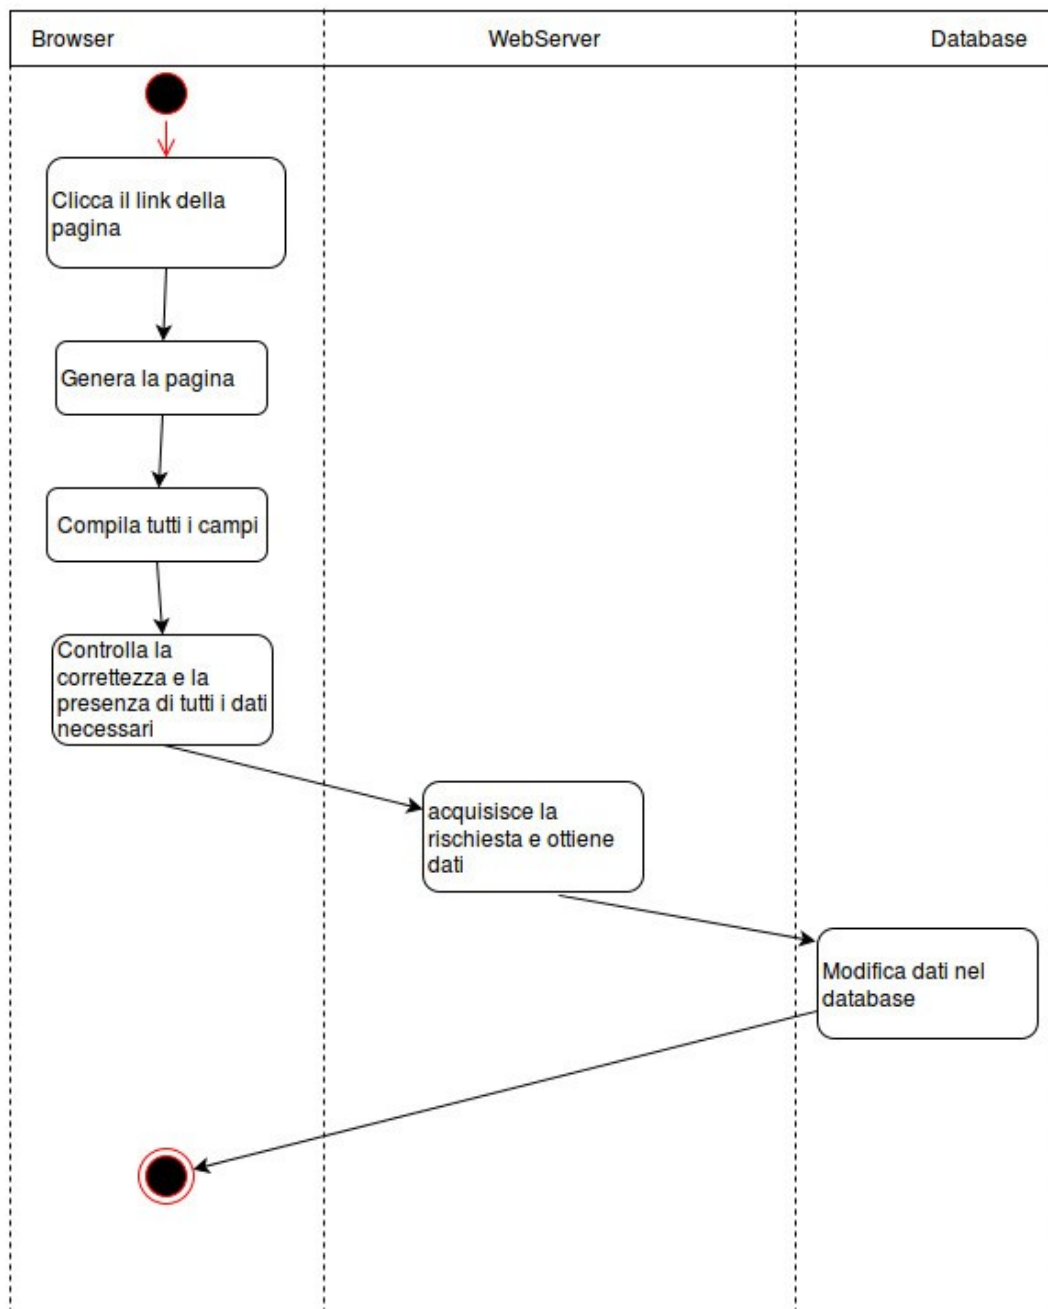 Browser
WebServer
Database
Clicca il link della
pagina
Genera la pagina
Compila tutti i campi
Controlla la
correttezza e la
presenza di tutti i dati
necessari
acquisisce la
rischiesta e ottiene
dati
Modifica dati nel
database